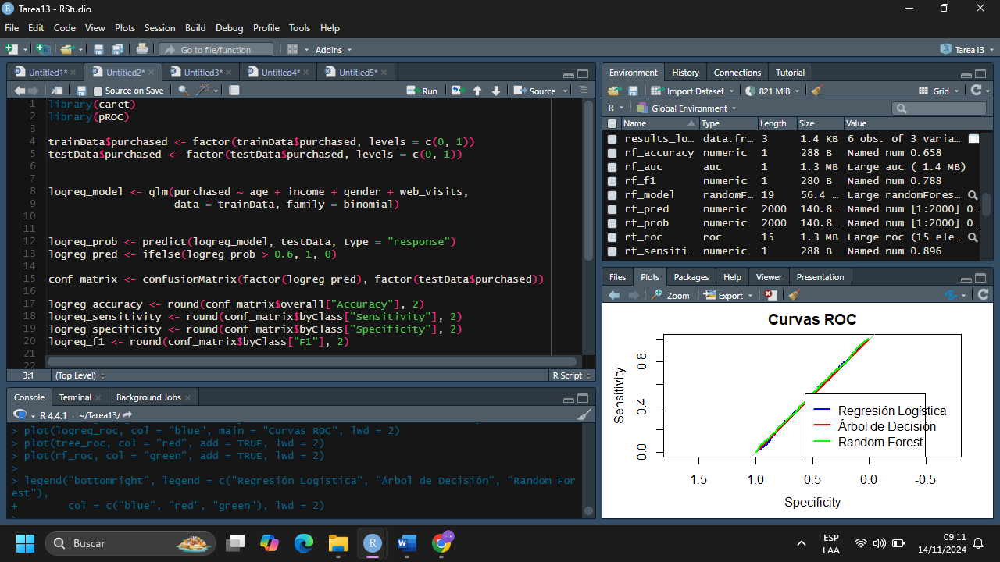 Tarea13 - RStudio
File Edit Code View Plots Session Build Debug Profile Tools Help
Go to file/function Addins Tarea13
Untitled1* Untitled2* Untitled3* Untitled4* Untitled5*
Source on Save Run Source
1 library(caret)
2 library(pROC)
3
4 trainData$purchased <- factor(trainData$purchased, levels = c(0, 1))
5 testData$purchased <- factor(testData$purchased, levels = c(0, 1))
6
7
8 logreg_model <- glm(purchased ~ age + income + gender + web_visits,
9 data = trainData, family = binomial)
10
11
12 logreg_prob <- predict(logreg_model, testData, type = "response")
13 logreg_pred <- ifelse(logreg_prob > 0.6, 1, 0)
14
15 conf_matrix <- confusionMatrix(factor(logreg_pred), factor(testData$purchased))
16
17 logreg_accuracy <- round(conf_matrix$overall["Accuracy"], 2)
18 logreg_sensitivity <- round(conf_matrix$byClass["Sensitivity"], 2)
19 logreg_specificity <- round(conf_matrix$byClass["Specificity"], 2)
20 logreg_f1 <- round(conf_matrix$byClass["F1"], 2)
21
22
3:1 (Top Level) R Script
Console Terminal Background Jobs
R 4.4.1 · ~/Tarea13/
> plot(logreg_roc, col = "blue", main = "Curvas ROC", lwd = 2)
> plot(tree_roc, col = "red", add = TRUE, lwd = 2)
> plot(rf_roc, col = "green", add = TRUE, lwd = 2)
>
> legend("bottomright", legend = c("Regresión Logística", "Árbol de Decisión", "Random For
est"),
+ col = c("blue", "red", "green"), lwd = 2)
>
Environment History Connections Tutorial
Import Dataset 821 MiB Grid
R Global Environment
Name Type Length Size Value
results_lo… data.fr… 3 1.4 KB 6 obs. of 3 varia…
rf_accuracy numeric 1 288 B Named num 0.658
rf_auc auc 1 1.3 MB Large auc ( 1.4 MB)
rf_f1 numeric 1 280 B Named num 0.788
rf_model randomF… 19 56.4 … Large randomFores…
rf_pred numeric 2000 140.8… Named num [1:2000] 0…
rf_prob numeric 2000 140.8… Named num [1:2000] 0…
rf_roc roc 15 1.3 MB Large roc (15 ele…
rf_sensiti… numeric 1 288 B Named num 0.896
Files Plots Packages Help Viewer Presentation
Zoom Export
Curvas ROC
Sensitivity
0.8
0.4
0.0
Regresión Logística
Árbol de Decisión
Random Forest
1.5 1.0 0.5 0.0 -0.5
Specificity
Buscar
ESP
LAA
09:11
14/11/2024